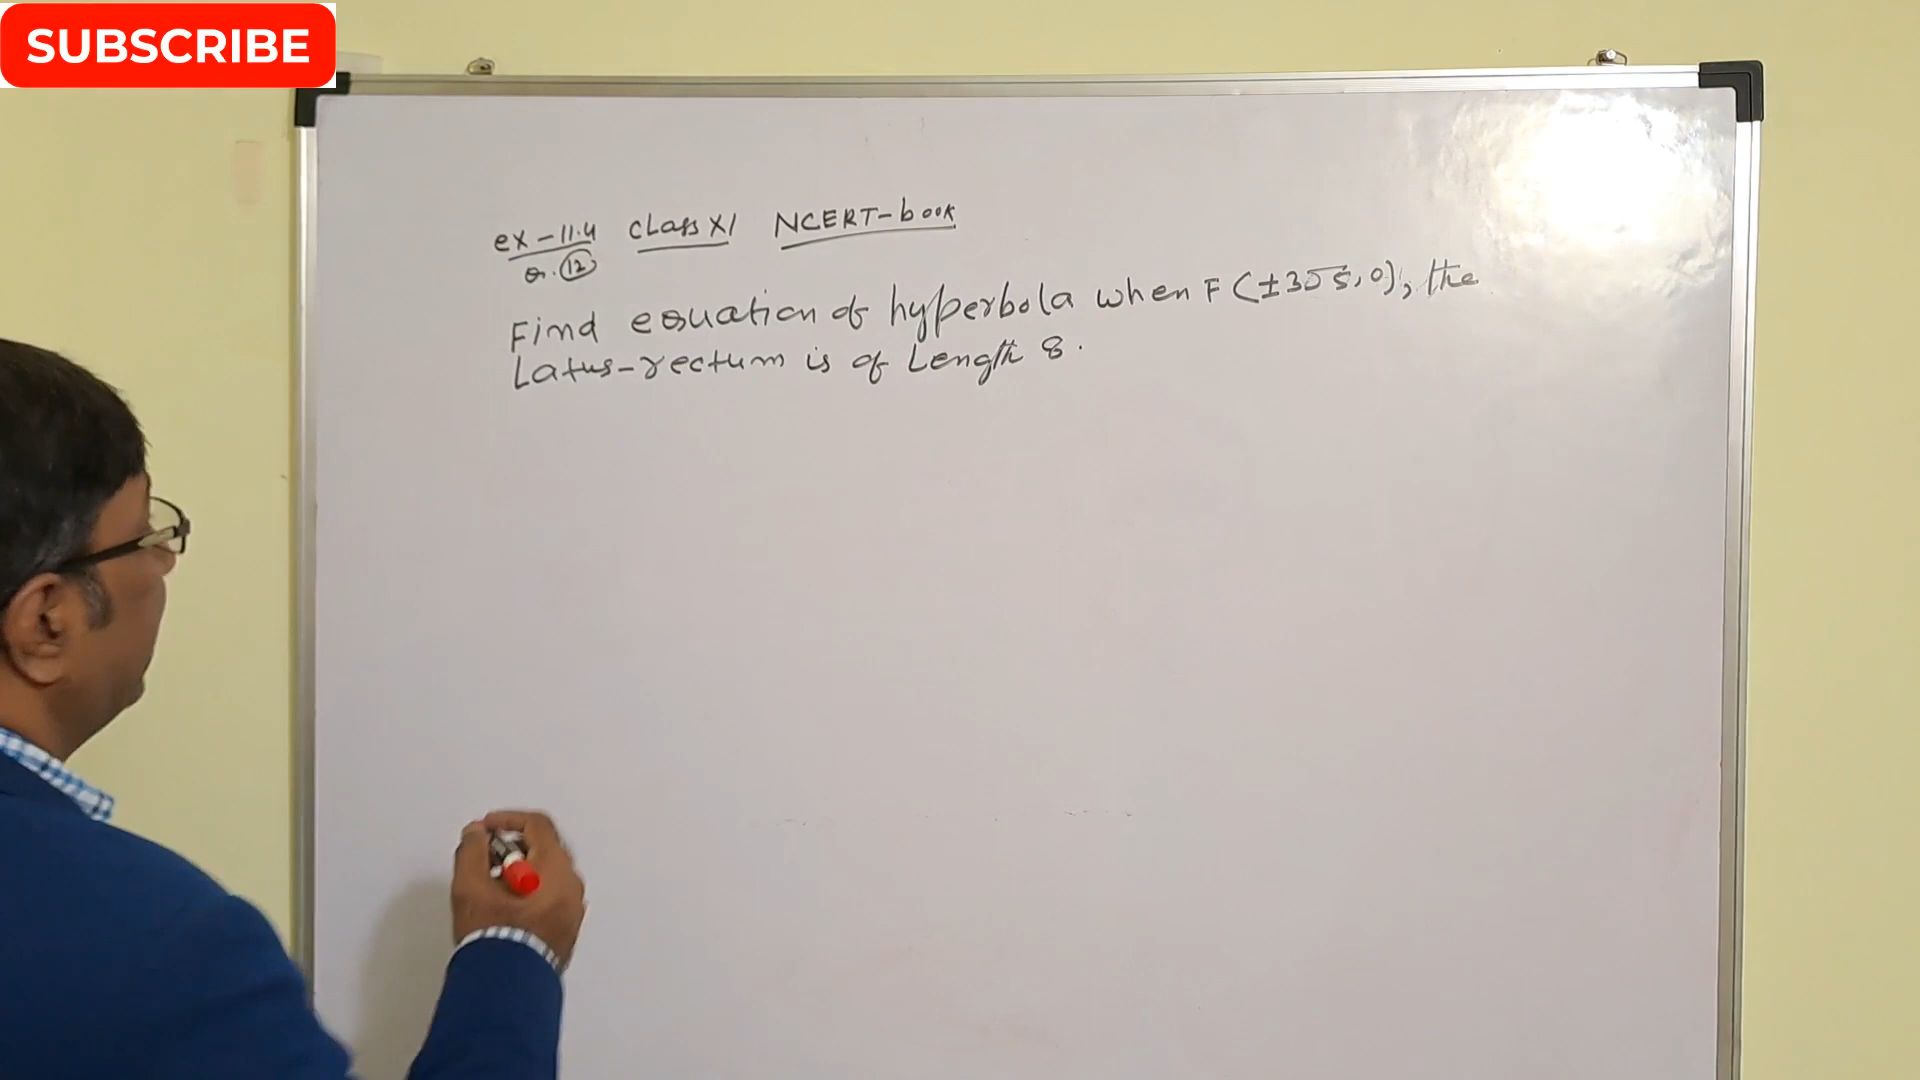 SUBSCRIBE
ex-11.4 class XI NCERT-book
Q.12
Find equation of hyperbola when F (±3√5, 0), the
Latus-rectum is of Length 8.